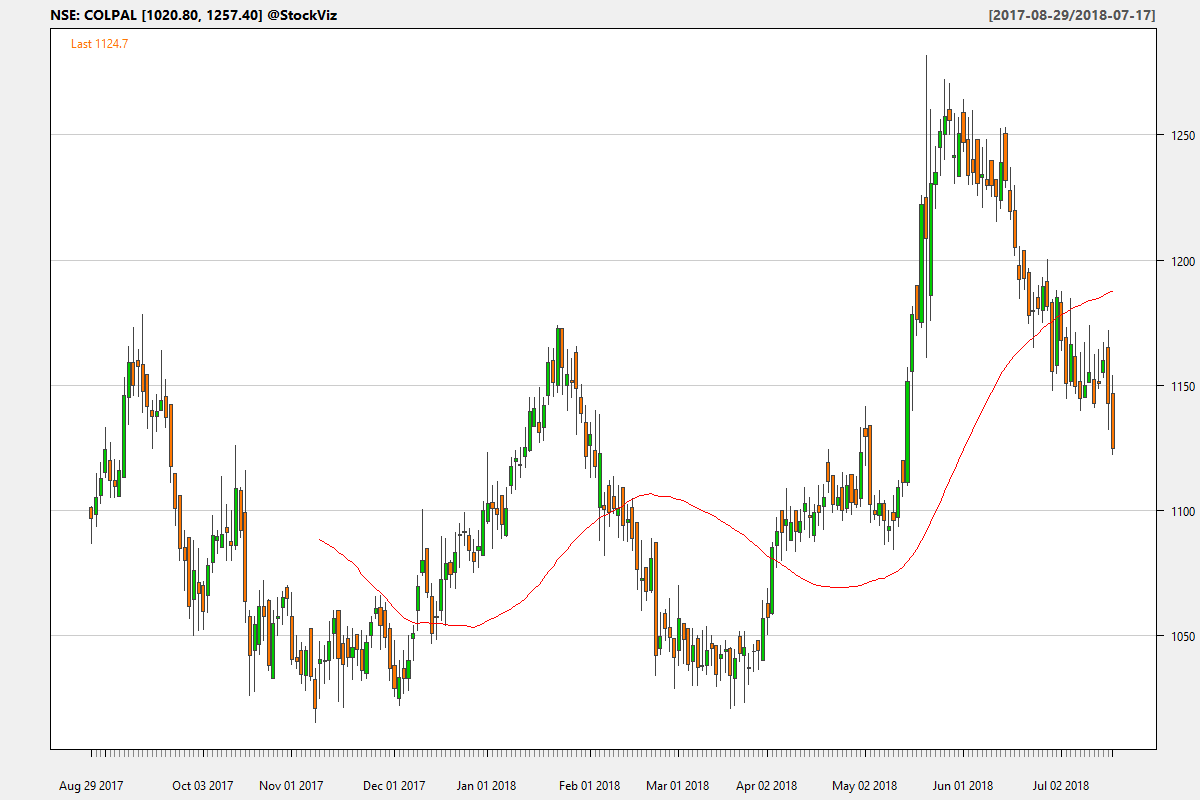 NSE: COLPAL [1020.80, 1257.40] @StockViz
[2017-08-29/2018-07-17]
Last 1124.7
1250
1200
1150
1100
1050
Aug 29 2017 Oct 03 2017 Nov 01 2017 Dec 01 2017 Jan 01 2018 Feb 01 2018 Mar 01 2018 Apr 02 2018 May 02 2018 Jun 01 2018 Jul 02 2018